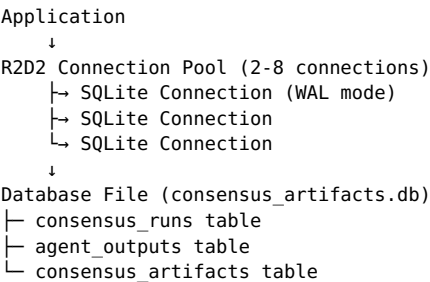 Application
    ↓
R2D2 Connection Pool (2-8 connections)
    ├→ SQLite Connection (WAL mode)
    ├→ SQLite Connection
    └→ SQLite Connection
    ↓
Database File (consensus_artifacts.db)
├─ consensus_runs table
├─ agent_outputs table
└─ consensus_artifacts table